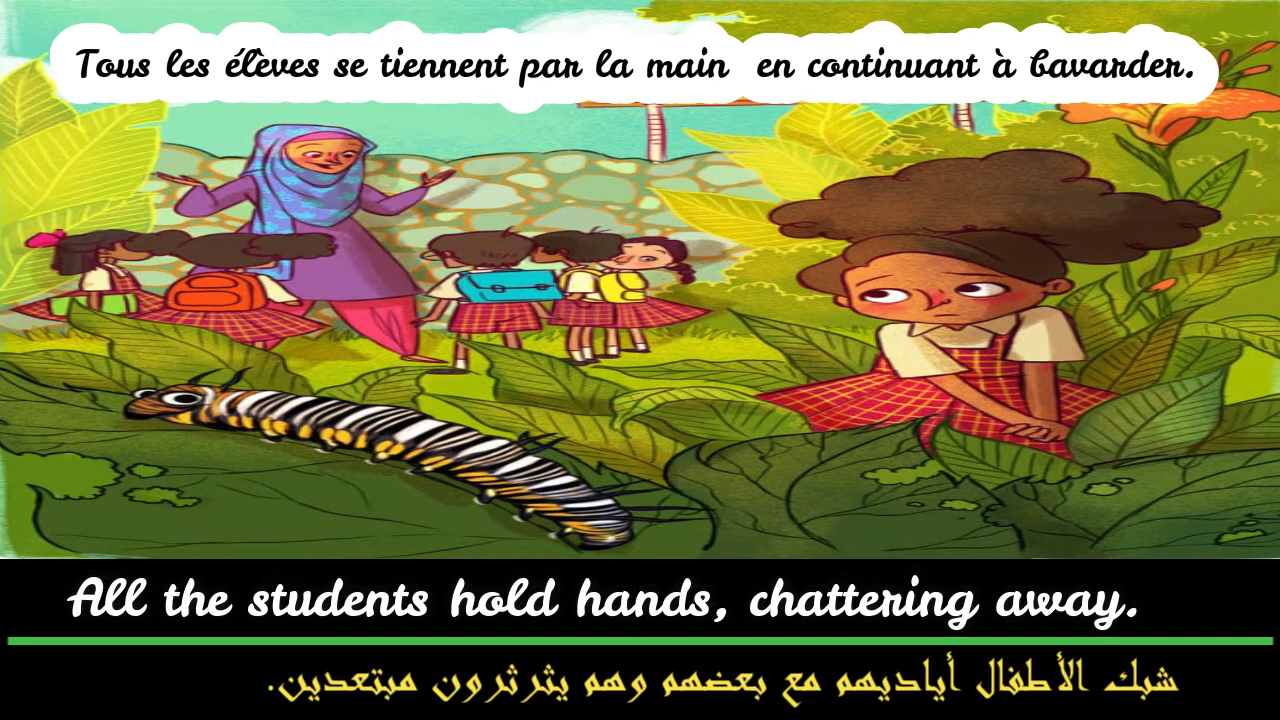 Tous les élèves se tiennent par la main en continuant à bavarder.
All the students hold hands, chattering away.
شبك الأطفال أياديهم مع بعضهم وهم يثرثرون مبتعدين.